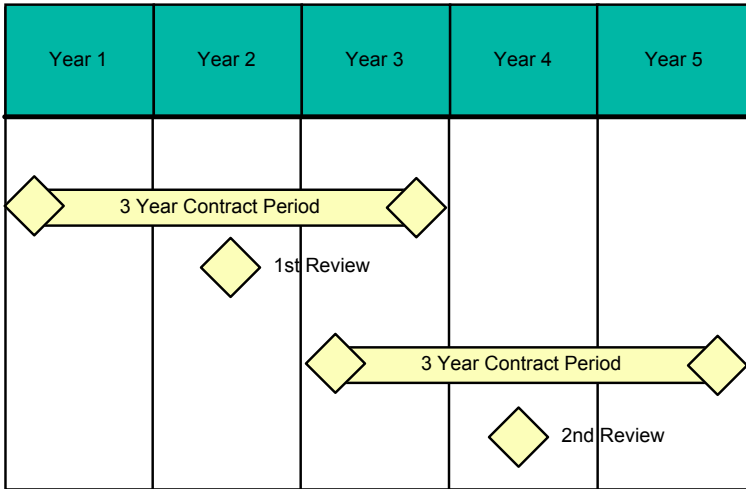 Year 1
Year 2
Year 3
Year 4
Year 5
3 Year Contract Period
1st Review
3 Year Contract Period
2nd Review